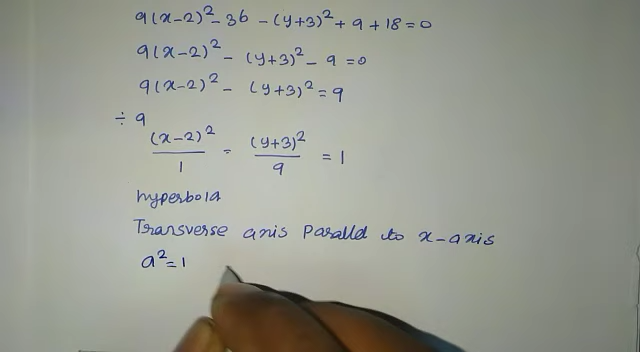 9(x-2)²-36-(y+3)²+9+18=0
9(x-2)²-(y+3)²-9=0
9(x-2)²-(y+3)²=9
÷9
(x-2)²/1 - (y+3)²/9 = 1
hyperbola
Transverse axis Parallel to x-axis
a²=1